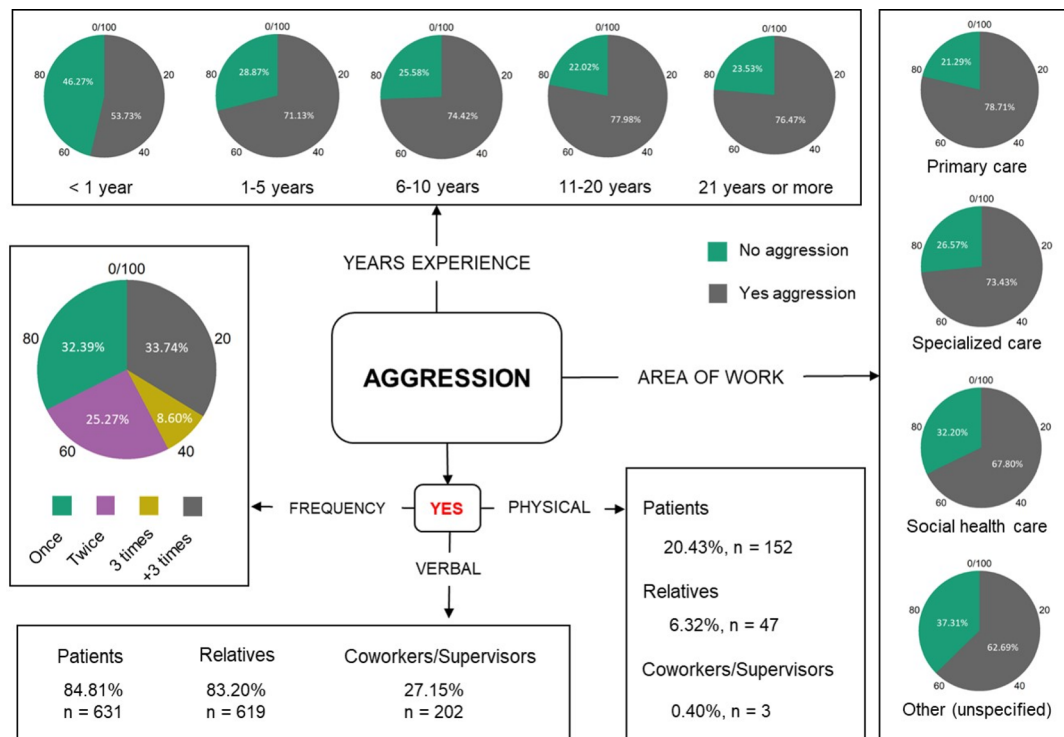 0/100
20
40
60
80
46.27%
53.73%
< 1 year
0/100
20
40
60
80
28.87%
71.13%
1-5 years
0/100
20
40
60
80
25.58%
74.42%
6-10 years
0/100
20
40
60
80
22.02%
77.98%
11-20 years
0/100
20
40
60
80
23.53%
76.47%
21 years or more
YEARS EXPERIENCE
No aggression
Yes aggression
AGGRESSION
AREA OF WORK
0/100
20
40
60
80
21.29%
78.71%
Primary care
0/100
20
40
60
80
26.57%
73.43%
Specialized care
0/100
20
40
60
80
32.20%
67.80%
Social health care
0/100
20
40
60
80
37.31%
62.69%
Other (unspecified)
YES
FREQUENCY
0/100
20
40
60
80
32.39%
33.74%
25.27%
8.60%
Once
Twice
3 times
+3 times
PHYSICAL
Patients
20.43%, n = 152
Relatives
6.32%, n = 47
Coworkers/Supervisors
0.40%, n = 3
VERBAL
Patients
84.81%
n = 631
Relatives
83.20%
n = 619
Coworkers/Supervisors
27.15%
n = 202